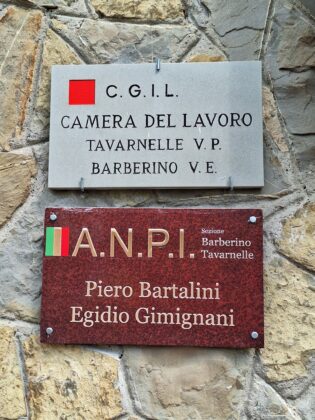 C.G.I.L.
CAMERA DEL LAVORO
TAVARNELLE V.P.
BARBERINO V.E.
A.N.P.I.
Sezione
Barberino
Tavarnelle
Piero Bartalini
Egidio Gimignani